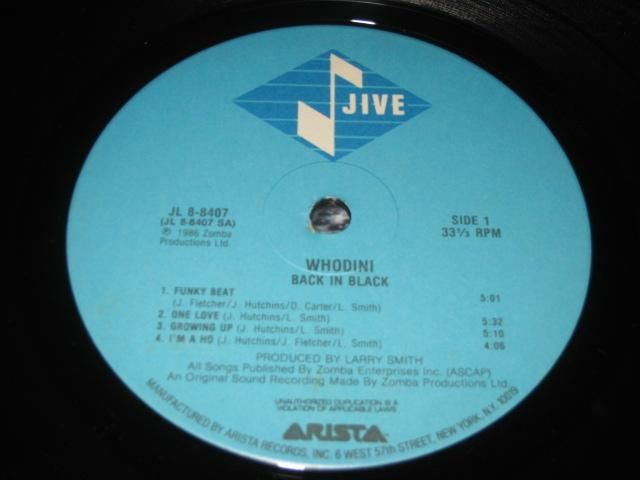 JIVE
JL 8-8407
(JL 8-8407 SA)
℗ 1986 Zomba
Productions Ltd.
SIDE 1
33⅓ RPM
WHODINI
BACK IN BLACK
1. FUNKY BEAT
(J. Fletcher/J. Hutchins/D. Carter/L. Smith) 5:01
2. ONE LOVE (J. Hutchins/L. Smith) 5:32
3. GROWING UP (J. Hutchins/L. Smith) 5:10
4. I'M A HO (J. Hutchins/J. Fletcher/L. Smith) 4:06
PRODUCED BY LARRY SMITH
All Songs Published By Zomba Enterprises Inc. (ASCAP)
An Original Sound Recording Made By Zomba Productions Ltd.
UNAUTHORIZED DUPLICATION IS A
VIOLATION OF APPLICABLE LAWS
ARISTA
MANUFACTURED BY ARISTA RECORDS, INC. 6 WEST 57th STREET, NEW YORK, N.Y. 10019